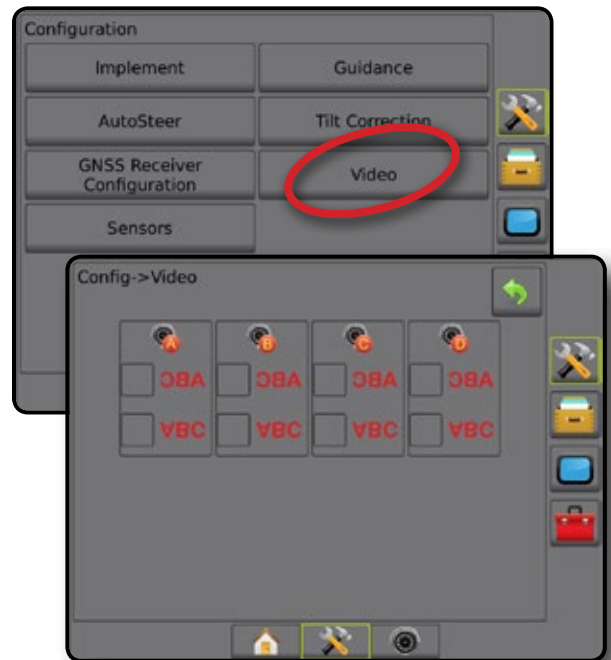 Configuration
Implement
Guidance
AutoSteer
Tilt Correction
GNSS Receiver
Configuration
Video
Sensors
Config->Video
A B C D
ABC ABC ABC ABC
ABC ABC ABC ABC